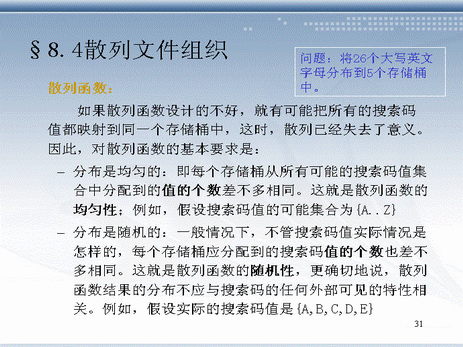 §8.4散列文件组织
问题：将26个大写英文
字母分布到5个存储桶
中。
散列函数：
如果散列函数设计的不好，就有可能把所有的搜索码
值都映射到同一个存储桶中，这时，散列已经失去了意义。
因此，对散列函数的基本要求是：
– 分布是均匀的：即每个存储桶从所有可能的搜索码值集
合中分配到的值的个数差不多相同。这就是散列函数的
均匀性；例如，假设搜索码值的可能集合为{A..Z}
– 分布是随机的：一般情况下，不管搜索码值实际情况是
怎样的，每个存储桶应分配到的搜索码值的个数也差不
多相同。这就是散列函数的随机性，更确切地说，散列
函数结果的分布不应与搜索码的任何外部可见的特性相
关。例如，假设实际的搜索码值是{A,B,C,D,E}
31